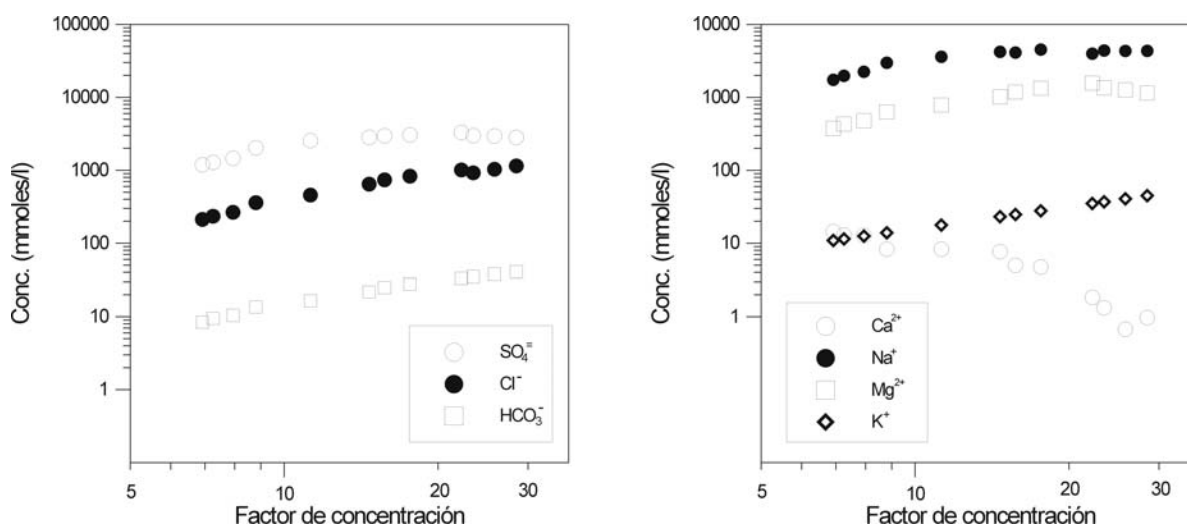 100000
10000
1000
100
10
1
Conc. (mmoles/l)
5
10
20
30
Factor de concentración
SO₄⁼
Cl⁻
HCO₃⁻
100000
10000
1000
100
10
1
Conc. (mmoles/l)
5
10
20
30
Factor de concentración
Ca²⁺
Na⁺
Mg²⁺
K⁺